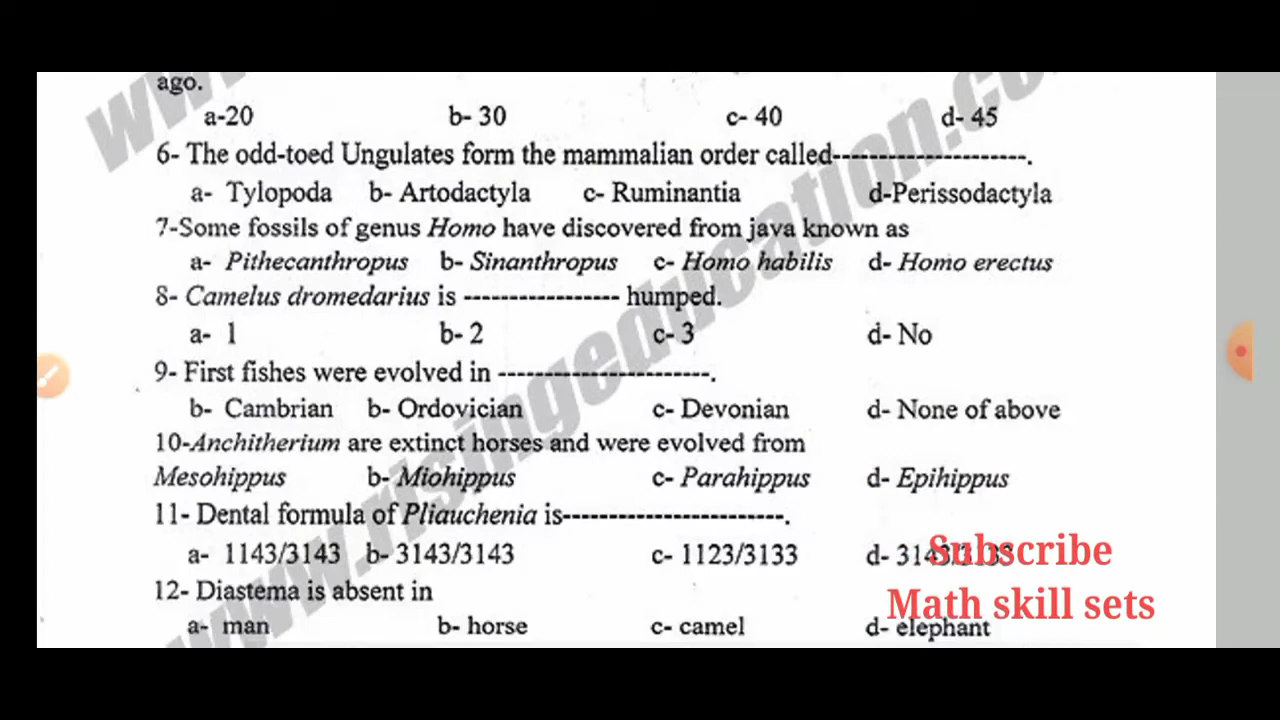 ago.
a-20 b- 30 c- 40 d- 45
6- The odd-toed Ungulates form the mammalian order called---------------------.
a- Tylopoda b- Artodactyla c- Ruminantia d-Perissodactyla
7-Some fossils of genus Homo have discovered from java known as
a- Pithecanthropus b- Sinanthropus c- Homo habilis d- Homo erectus
8- Camelus dromedarius is ----------------- humped.
a- 1 b- 2 c- 3 d- No
9- First fishes were evolved in -----------------------.
b- Cambrian b- Ordovician c- Devonian d- None of above
10-Anchitherium are extinct horses and were evolved from
Mesohippus b- Miohippus c- Parahippus d- Epihippus
11- Dental formula of Pliauchenia is------------------------.
a- 1143/3143 b- 3143/3143 c- 1123/3133 d-
Subscribe
12- Diastema is absent in
Math skill sets
a- man b- horse c- camel d- elephant
www.risingeducation.com